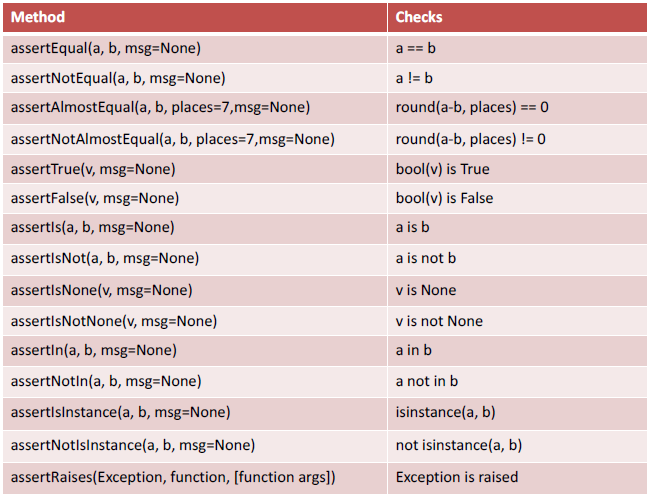 Method Checks
assertEqual(a, b, msg=None) a == b
assertNotEqual(a, b, msg=None) a != b
assertAlmostEqual(a, b, places=7,msg=None) round(a-b, places) == 0
assertNotAlmostEqual(a, b, places=7,msg=None) round(a-b, places) != 0
assertTrue(v, msg=None) bool(v) is True
assertFalse(v, msg=None) bool(v) is False
assertIs(a, b, msg=None) a is b
assertIsNot(a, b, msg=None) a is not b
assertIsNone(v, msg=None) v is None
assertIsNotNone(v, msg=None) v is not None
assertIn(a, b, msg=None) a in b
assertNotIn(a, b, msg=None) a not in b
assertIsInstance(a, b, msg=None) isinstance(a, b)
assertNotIsInstance(a, b, msg=None) not isinstance(a, b)
assertRaises(Exception, function, [function args]) Exception is raised